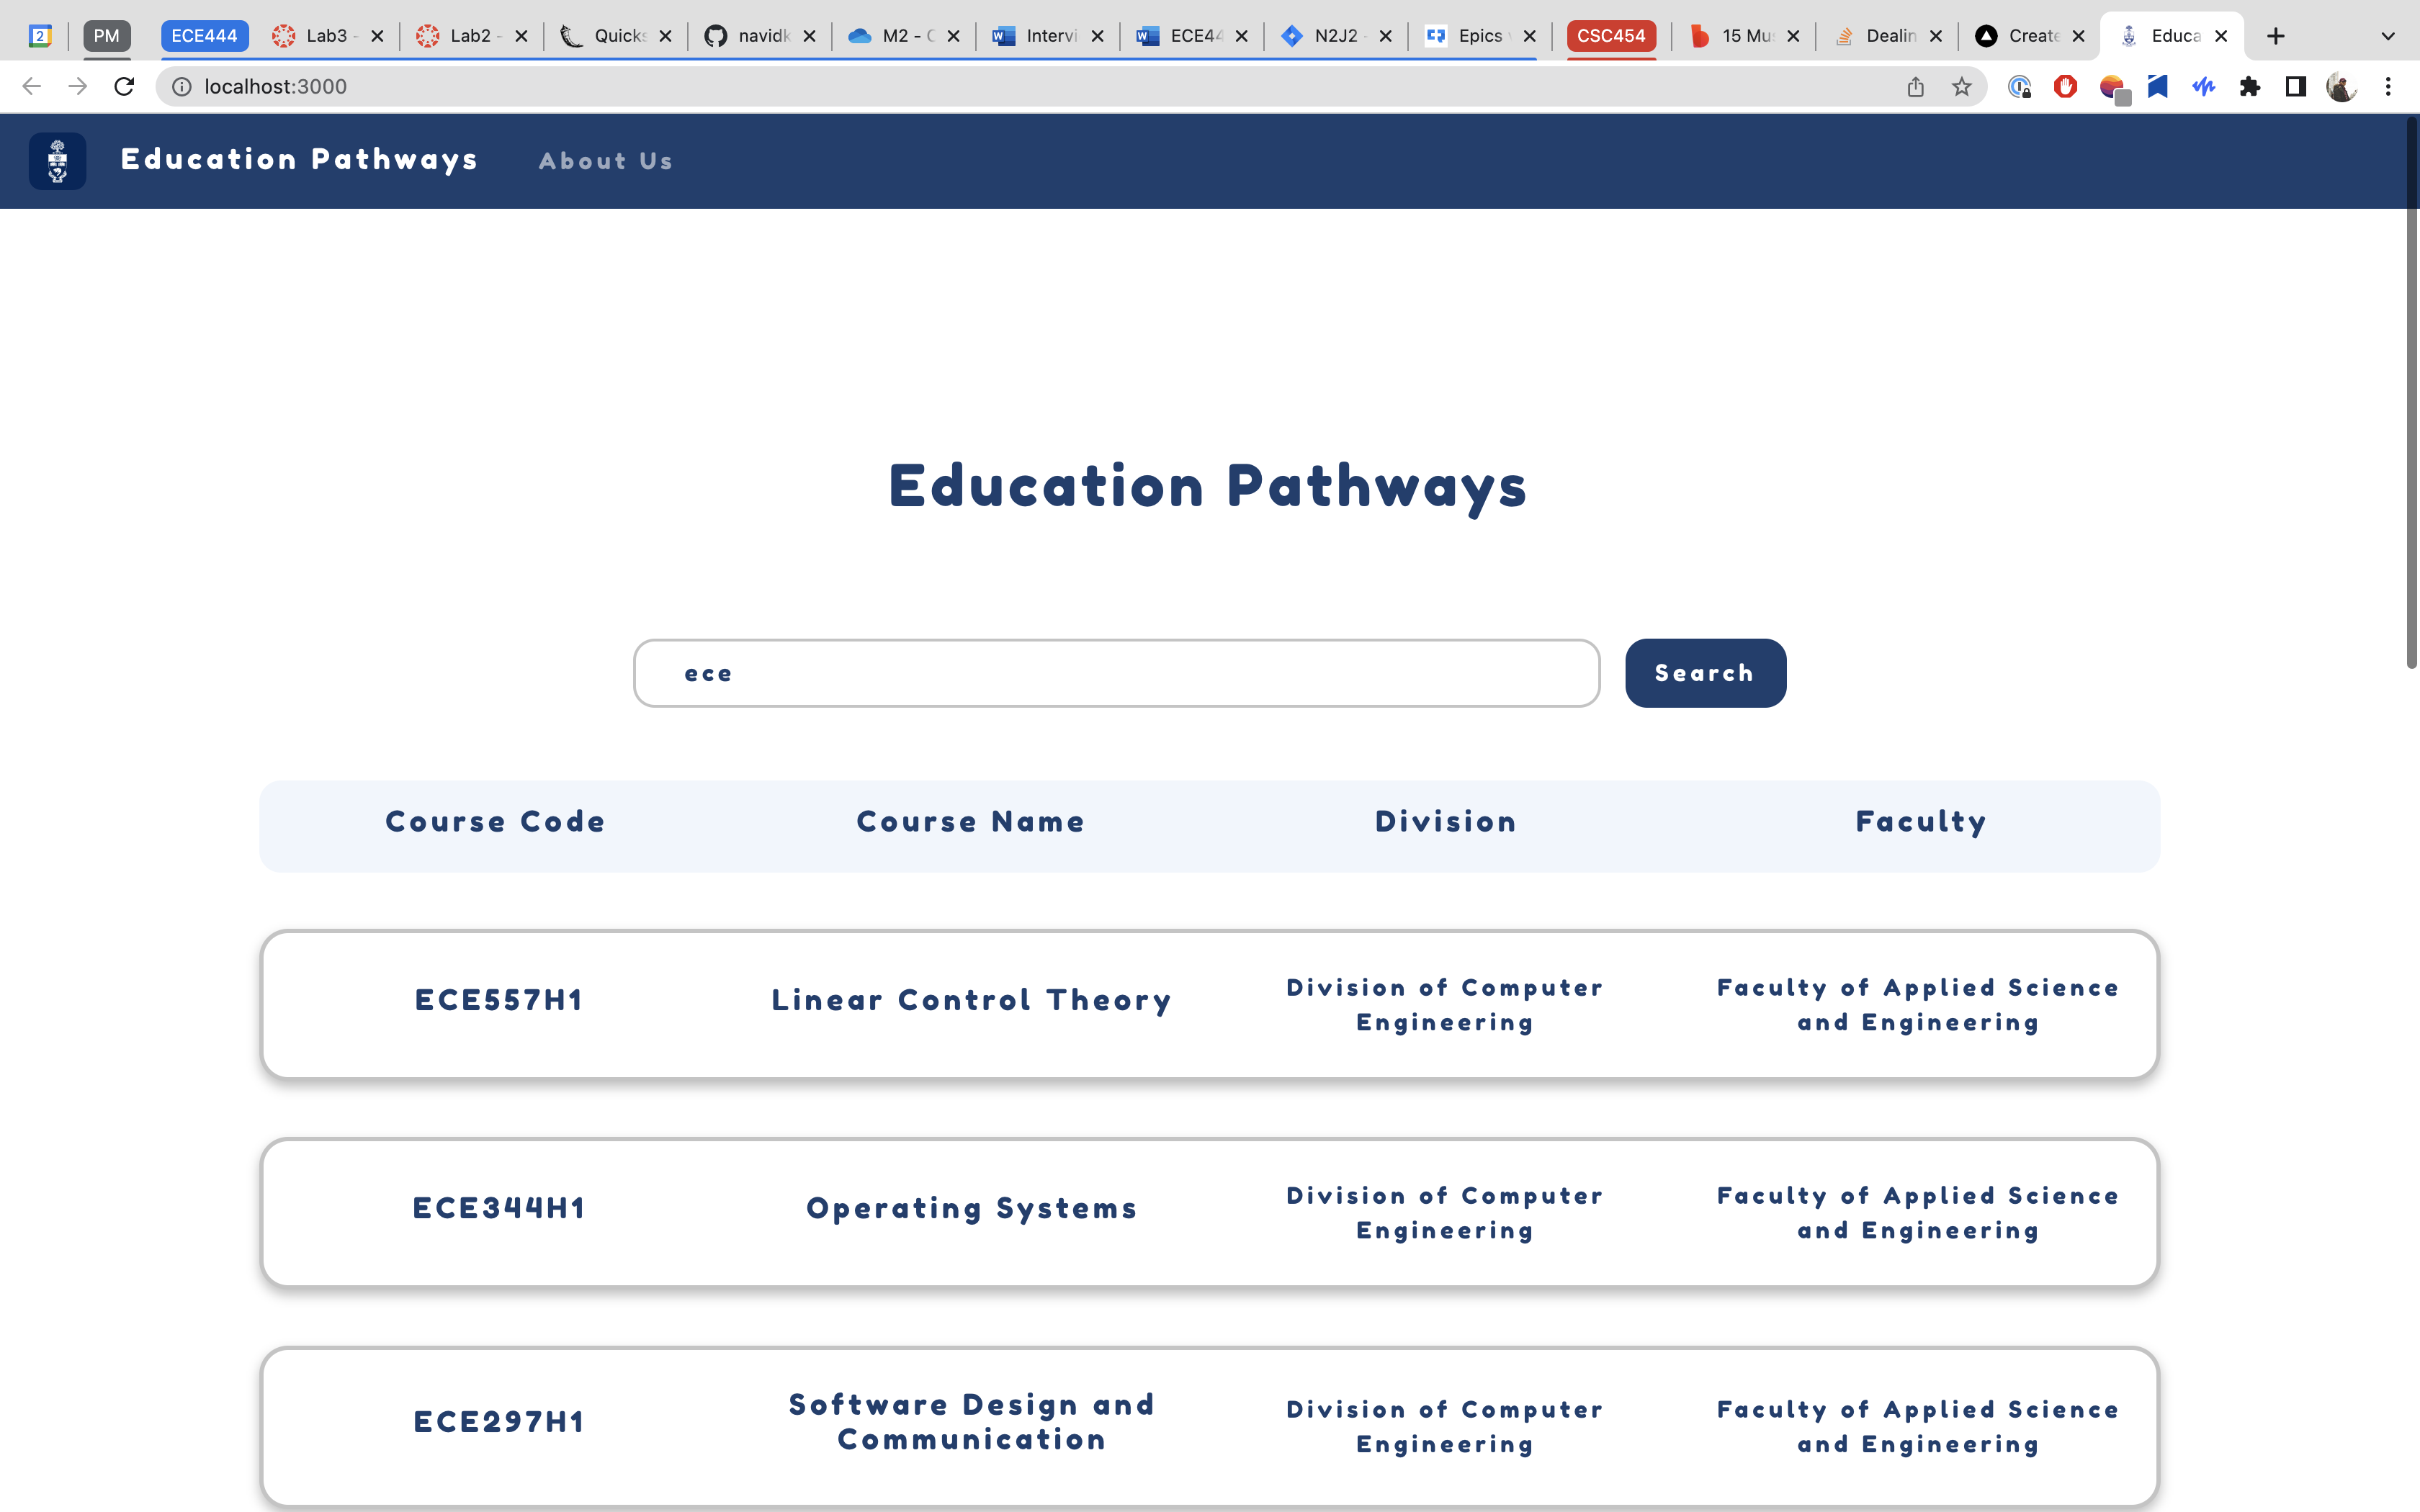 2 PM ECE444 Lab3 - Lab2 - Quicks navidk M2 - C Intervi ECE44 N2J2 - Epics CSC454 15 Mu Dealin Create Educa
localhost:3000
Education Pathways About Us
Education Pathways
ece Search
Course Code Course Name Division Faculty
ECE557H1 Linear Control Theory Division of Computer Engineering Faculty of Applied Science and Engineering
ECE344H1 Operating Systems Division of Computer Engineering Faculty of Applied Science and Engineering
ECE297H1 Software Design and Communication Division of Computer Engineering Faculty of Applied Science and Engineering